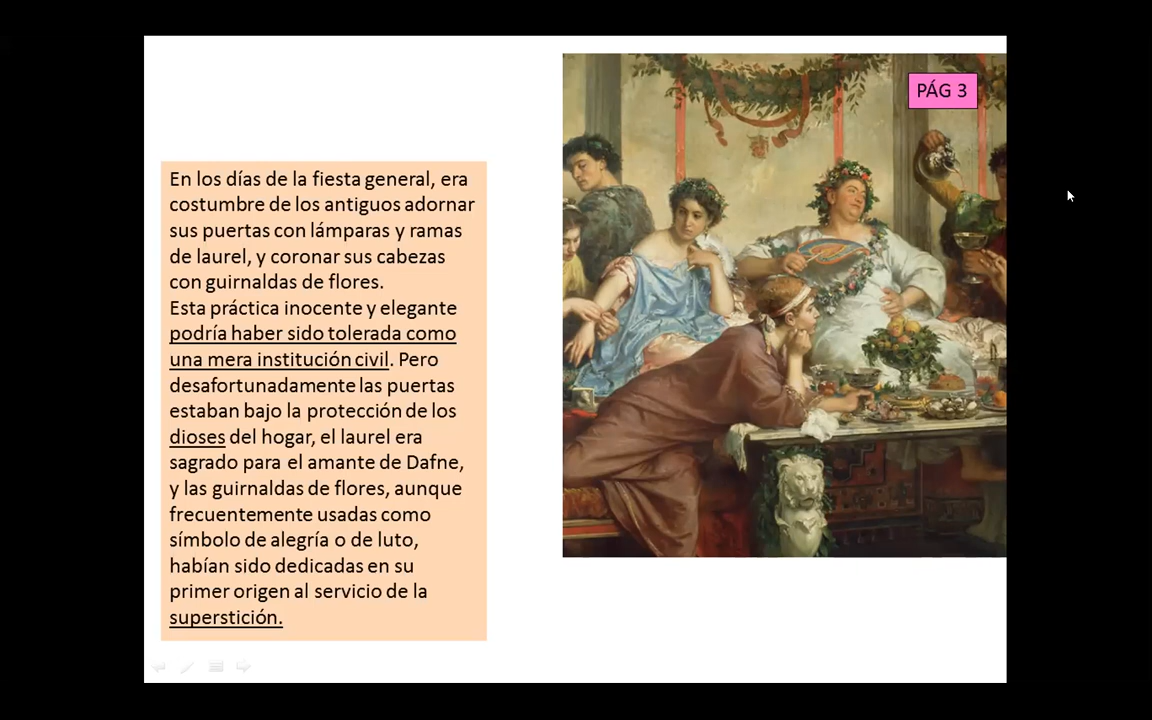 PÁG 3
En los días de la fiesta general, era
costumbre de los antiguos adornar
sus puertas con lámparas y ramas
de laurel, y coronar sus cabezas
con guirnaldas de flores.
Esta práctica inocente y elegante
podría haber sido tolerada como
una mera institución civil. Pero
desafortunadamente las puertas
estaban bajo la protección de los
dioses del hogar, el laurel era
sagrado para el amante de Dafne,
y las guirnaldas de flores, aunque
frecuentemente usadas como
símbolo de alegría o de luto,
habían sido dedicadas en su
primer origen al servicio de la
superstición.